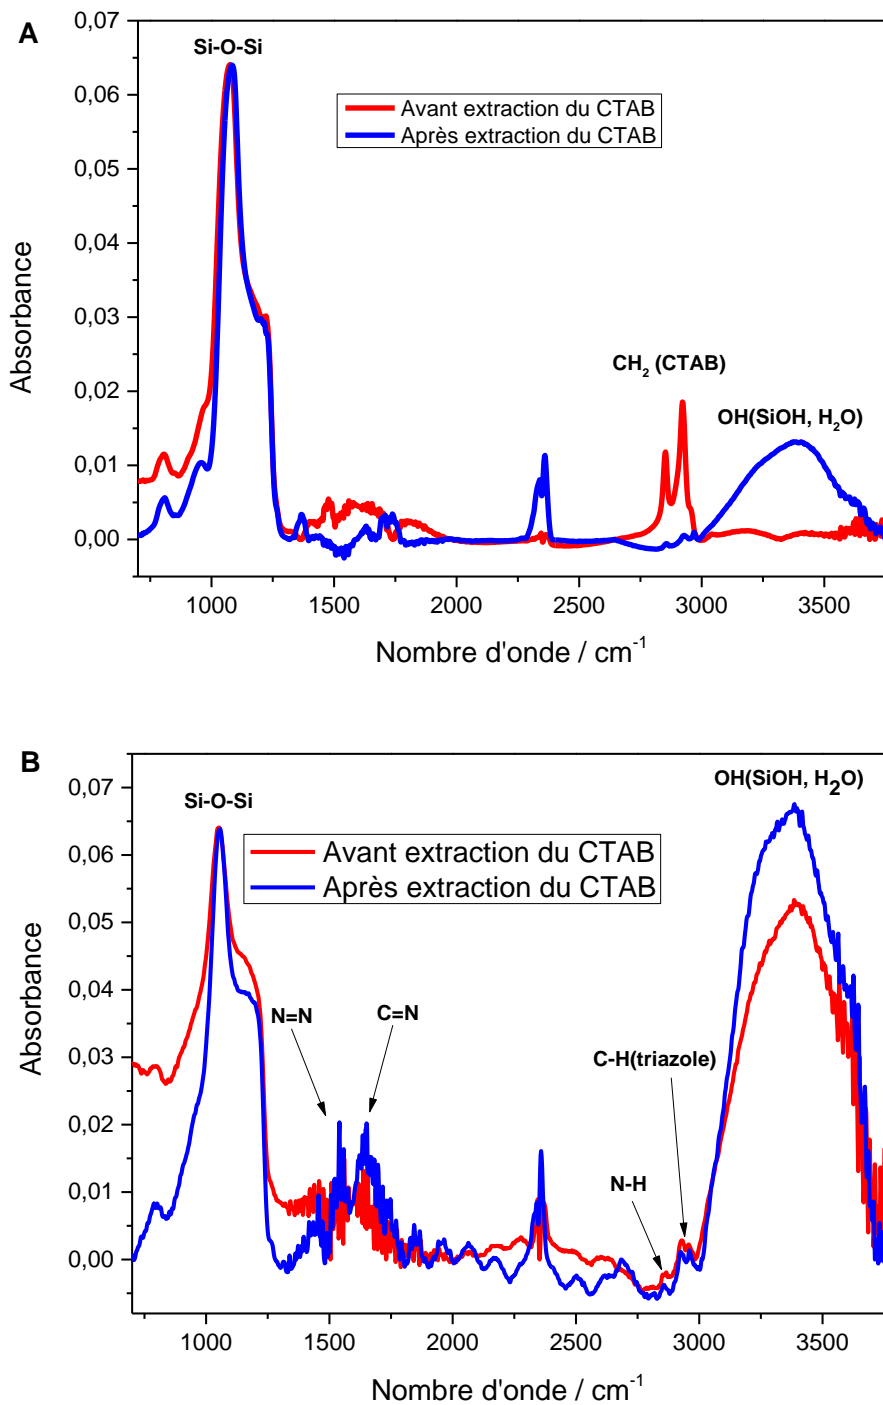 A
0,07
0,06
0,05
0,04
0,03
0,02
0,01
0,00
Absorbance
Si-O-Si
Avant extraction du CTAB
Après extraction du CTAB
CH2 (CTAB)
OH(SiOH, H2O)
1000 1500 2000 2500 3000 3500
Nombre d'onde / cm-1
B
0,07
0,06
0,05
0,04
0,03
0,02
0,01
0,00
Absorbance
Si-O-Si
OH(SiOH, H2O)
Avant extraction du CTAB
Après extraction du CTAB
N=N
C=N
C-H(triazole)
N-H
1000 1500 2000 2500 3000 3500
Nombre d'onde / cm-1